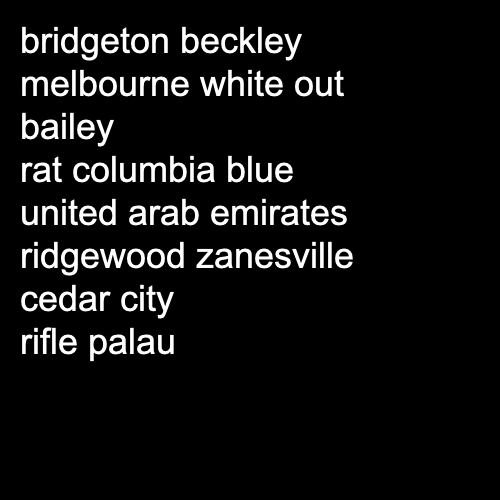 bridgeton beckley
melbourne white out
bailey
rat columbia blue
united arab emirates
ridgewood zanesville
cedar city
rifle palau